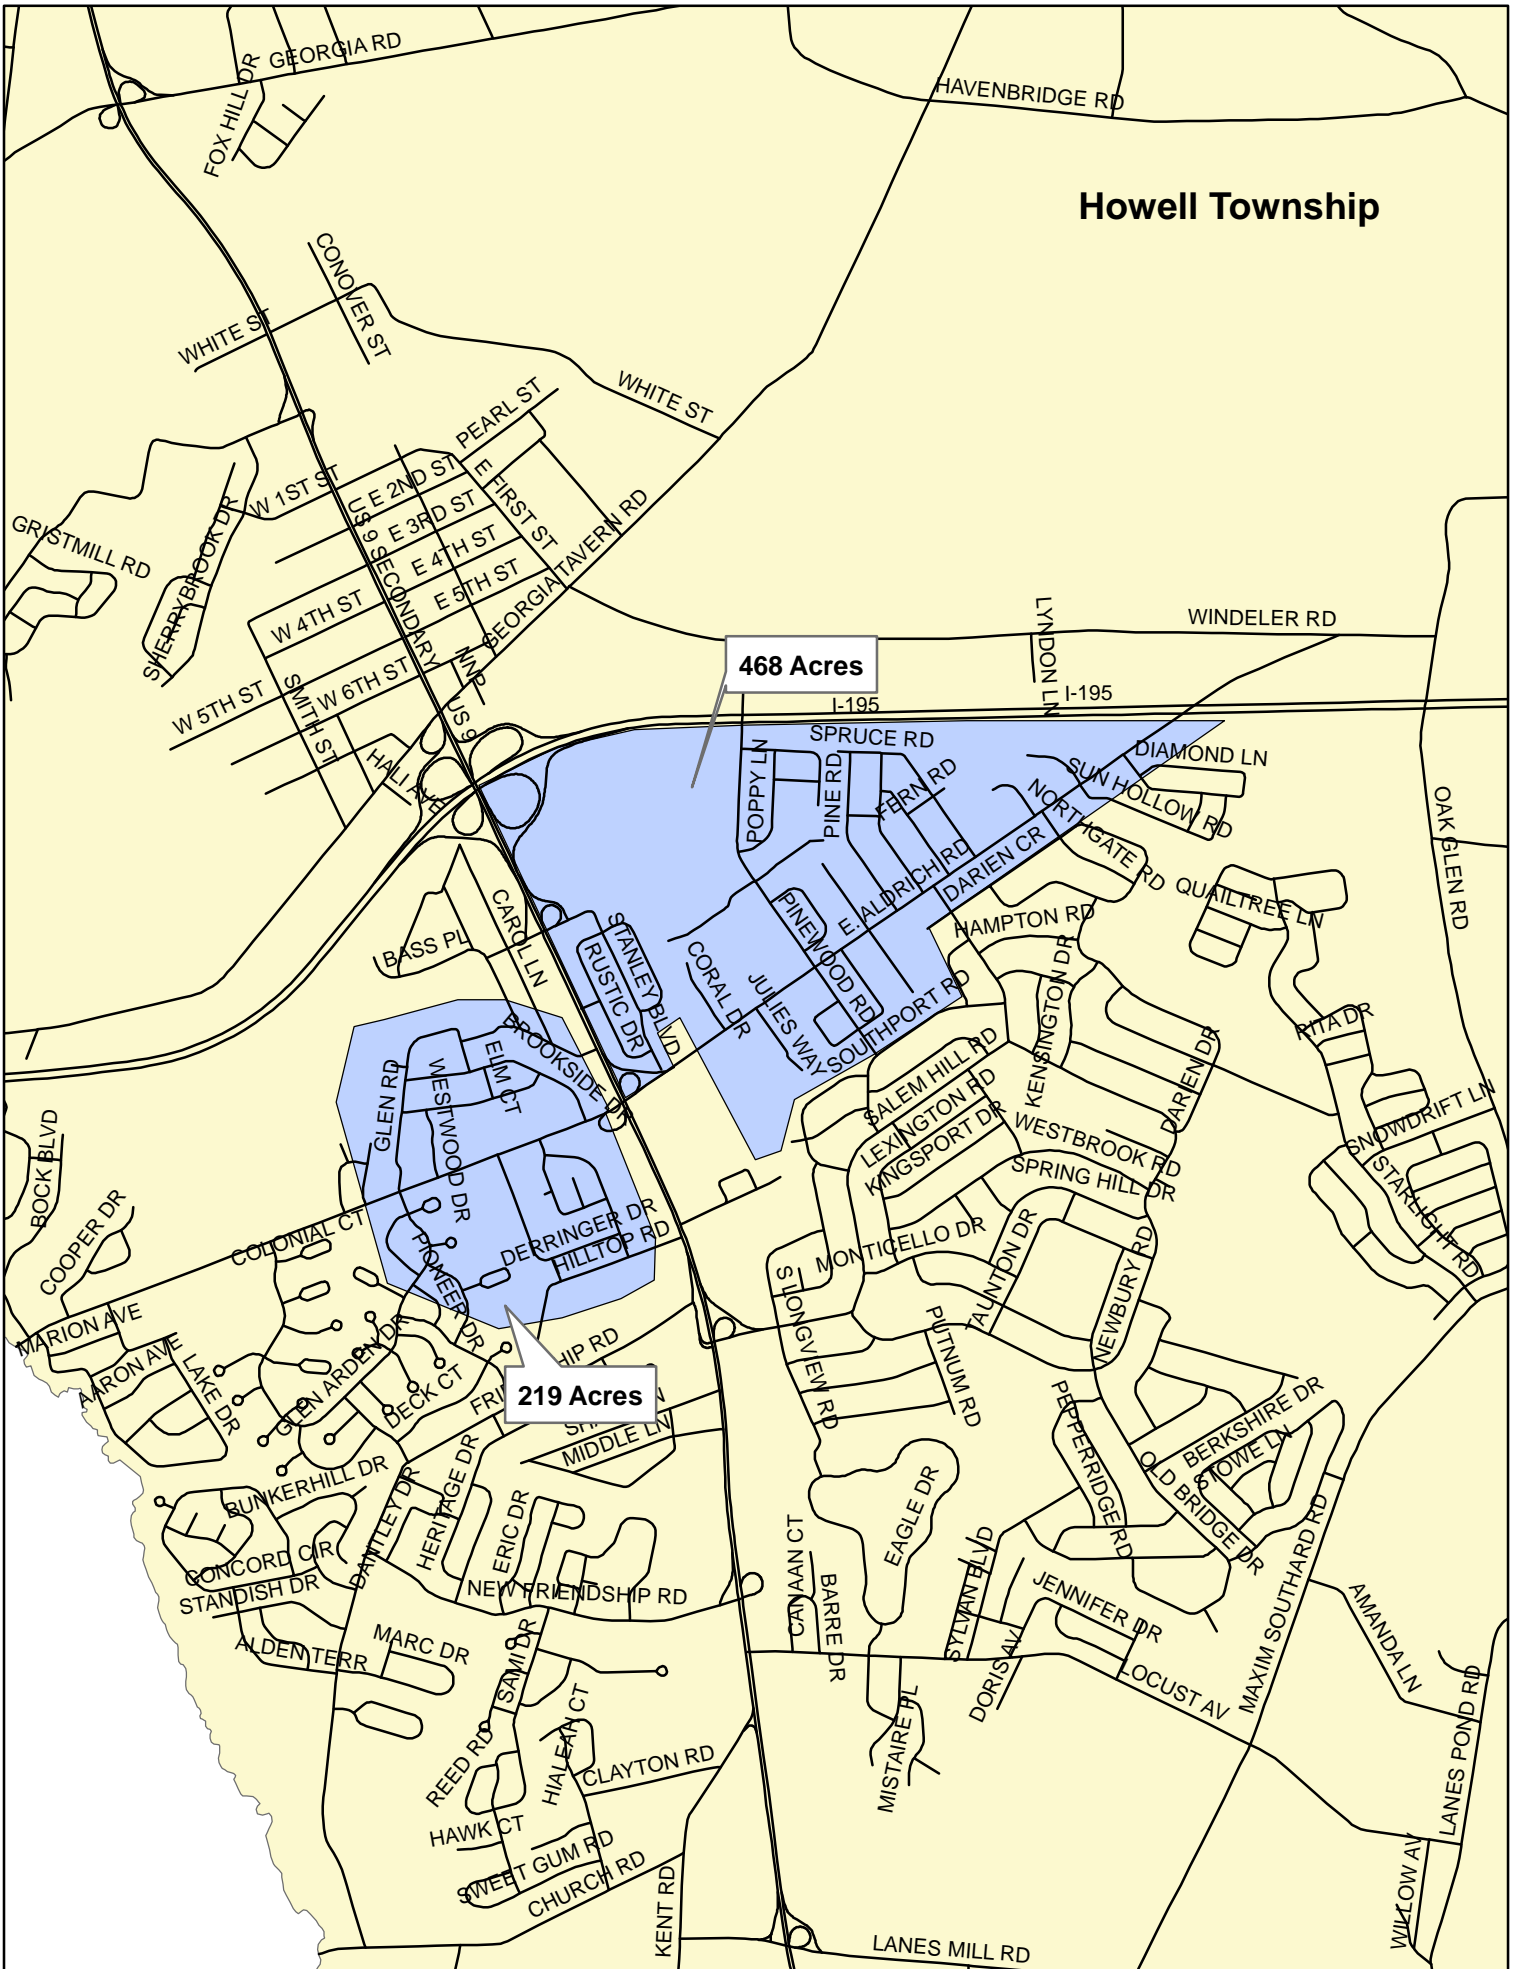 GEORGIA RD
FOX HILL DR
HAVENBRIDGE RD
Howell Township
CONOVER ST
WHITE ST
WHITE ST
PEARL ST
W 1ST ST
E 2ND ST
E FIRST ST
US 9 SECONDARY
E 3RD ST
GRISTMILL RD
SHERRYBROOK DR
E 4TH ST
GEORGIA TAVERN RD
E 5TH ST
W 4TH ST
LYNDON LN
WINDELER RD
NNP
468 Acres
W 6TH ST
SMITH ST
W 5TH ST
US 9
I-195
I-195
SPRUCE RD
DIAMOND LN
HALI AVE
POPPY LN
PINE RD
FERN RD
SUN HOLLOW RD
NORTHGATE RD
OAK GLEN RD
E. ALDRICH RD
DARIEN CR
QUAILTREE LN
CAROL LN
PINEWOOD RD
HAMPTON RD
BASS PL
STANLEY BLVD
RUSTIC DR
CORAL DR
JULIES WAY
SOUTHPORT RD
KENSINGTON DR
RITA DR
BROOKSIDE DR
ELM CT
WESTWOOD DR
GLEN RD
SALEM HILL RD
DARIEN DR
LEXINGTON RD
KINGSPORT DR
WESTBROOK RD
SNOWDRIFT LN
BOCK BLVD
SPRING HILL DR
STARLIGHT RD
COOPER DR
COLONIAL CT
PIONEER DR
DERRINGER DR
HILLTOP RD
MONTICELLO DR
TAUNTON DR
NEWBURY RD
S LONGVIEW RD
PUTNUM RD
MARION AVE
AARON AVE
LAKE DR
GLEN ARDEN DR
DECK CT
HIP RD
FRI
219 Acres
SH
N
MIDDLE LN
PEPPERRIDGE RD
BERKSHIRE DR
STOWE LN
OLD BRIDGE DR
BUNKERHILL DR
DANTLEY DR
HERITAGE DR
ERIC DR
EAGLE DR
MAXIM SOUTHARD RD
CONCORD CIR
STANDISH DR
NEW FRIENDSHIP RD
CANAAN CT
BARRE DR
SYLVAN BLVD
JENNIFER DR
AMANDA LN
ALDEN TERR
MARC DR
SAMI DR
DORIS AV
LOCUST AV
LANES POND RD
REED RD
HIALEAH CT
CLAYTON RD
MISTAIRE PL
HAWK CT
SWEET GUM RD
CHURCH RD
KENT RD
WILLOW AV
LANES MILL RD